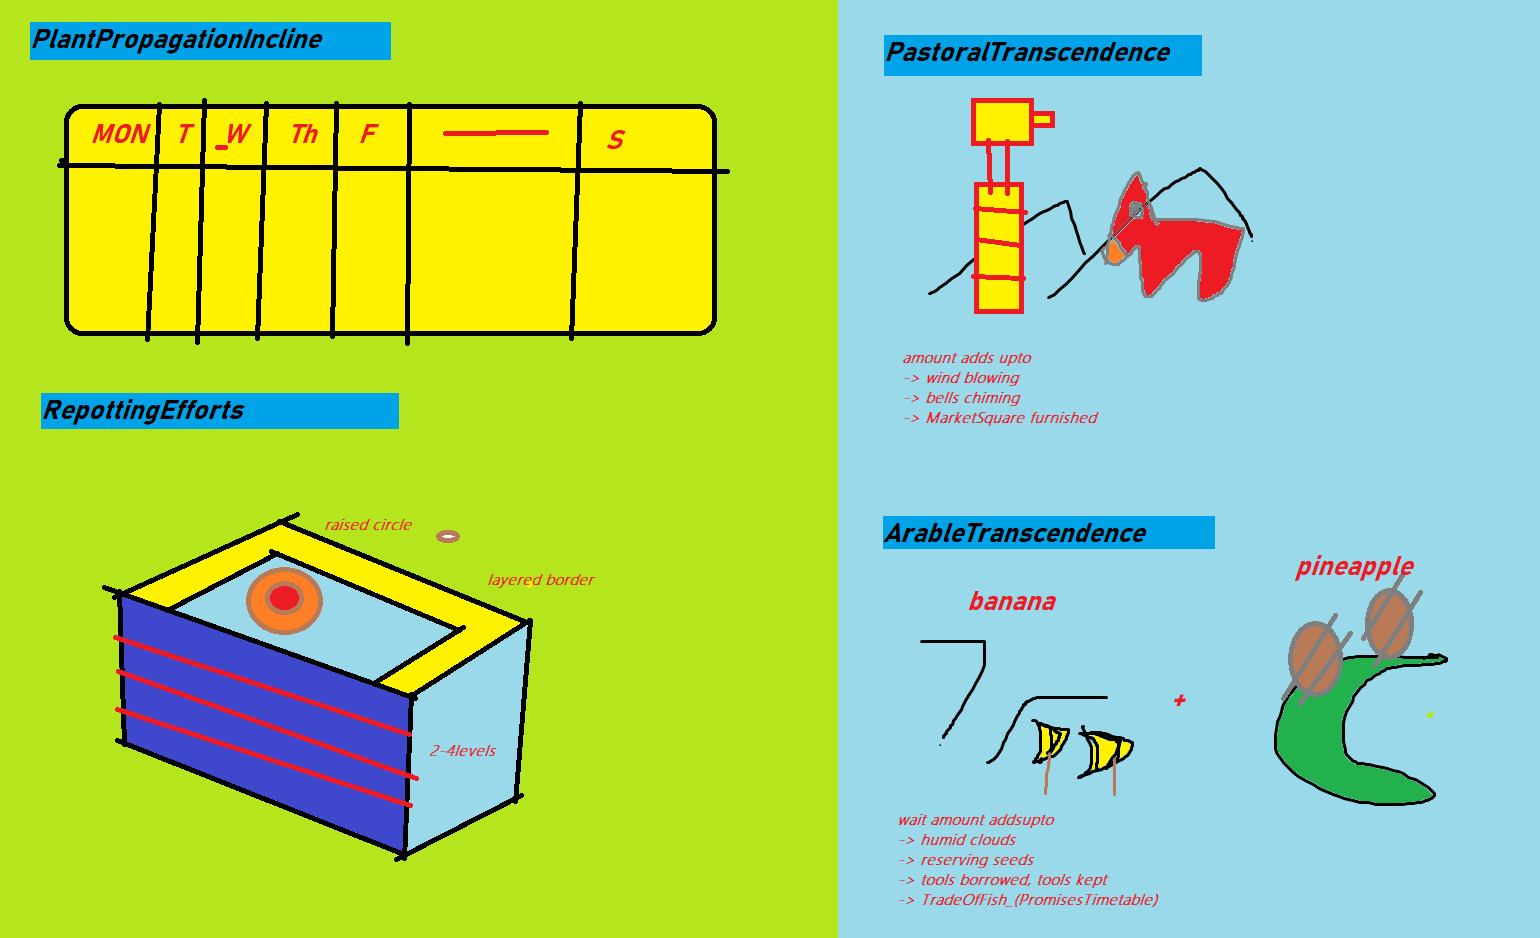 PlantPropagationIncline
MON T _W Th F S
RepottingEfforts
raised circle
layered border
2-4levels
PastoralTranscendence
amount adds upto
-> wind blowing
-> bells chiming
-> MarketSquare furnished
ArableTranscendence
banana
+
pineapple
wait amount addsupto
-> humid clouds
-> reserving seeds
-> tools borrowed, tools kept
-> TradeOfFish_(PromisesTimetable)